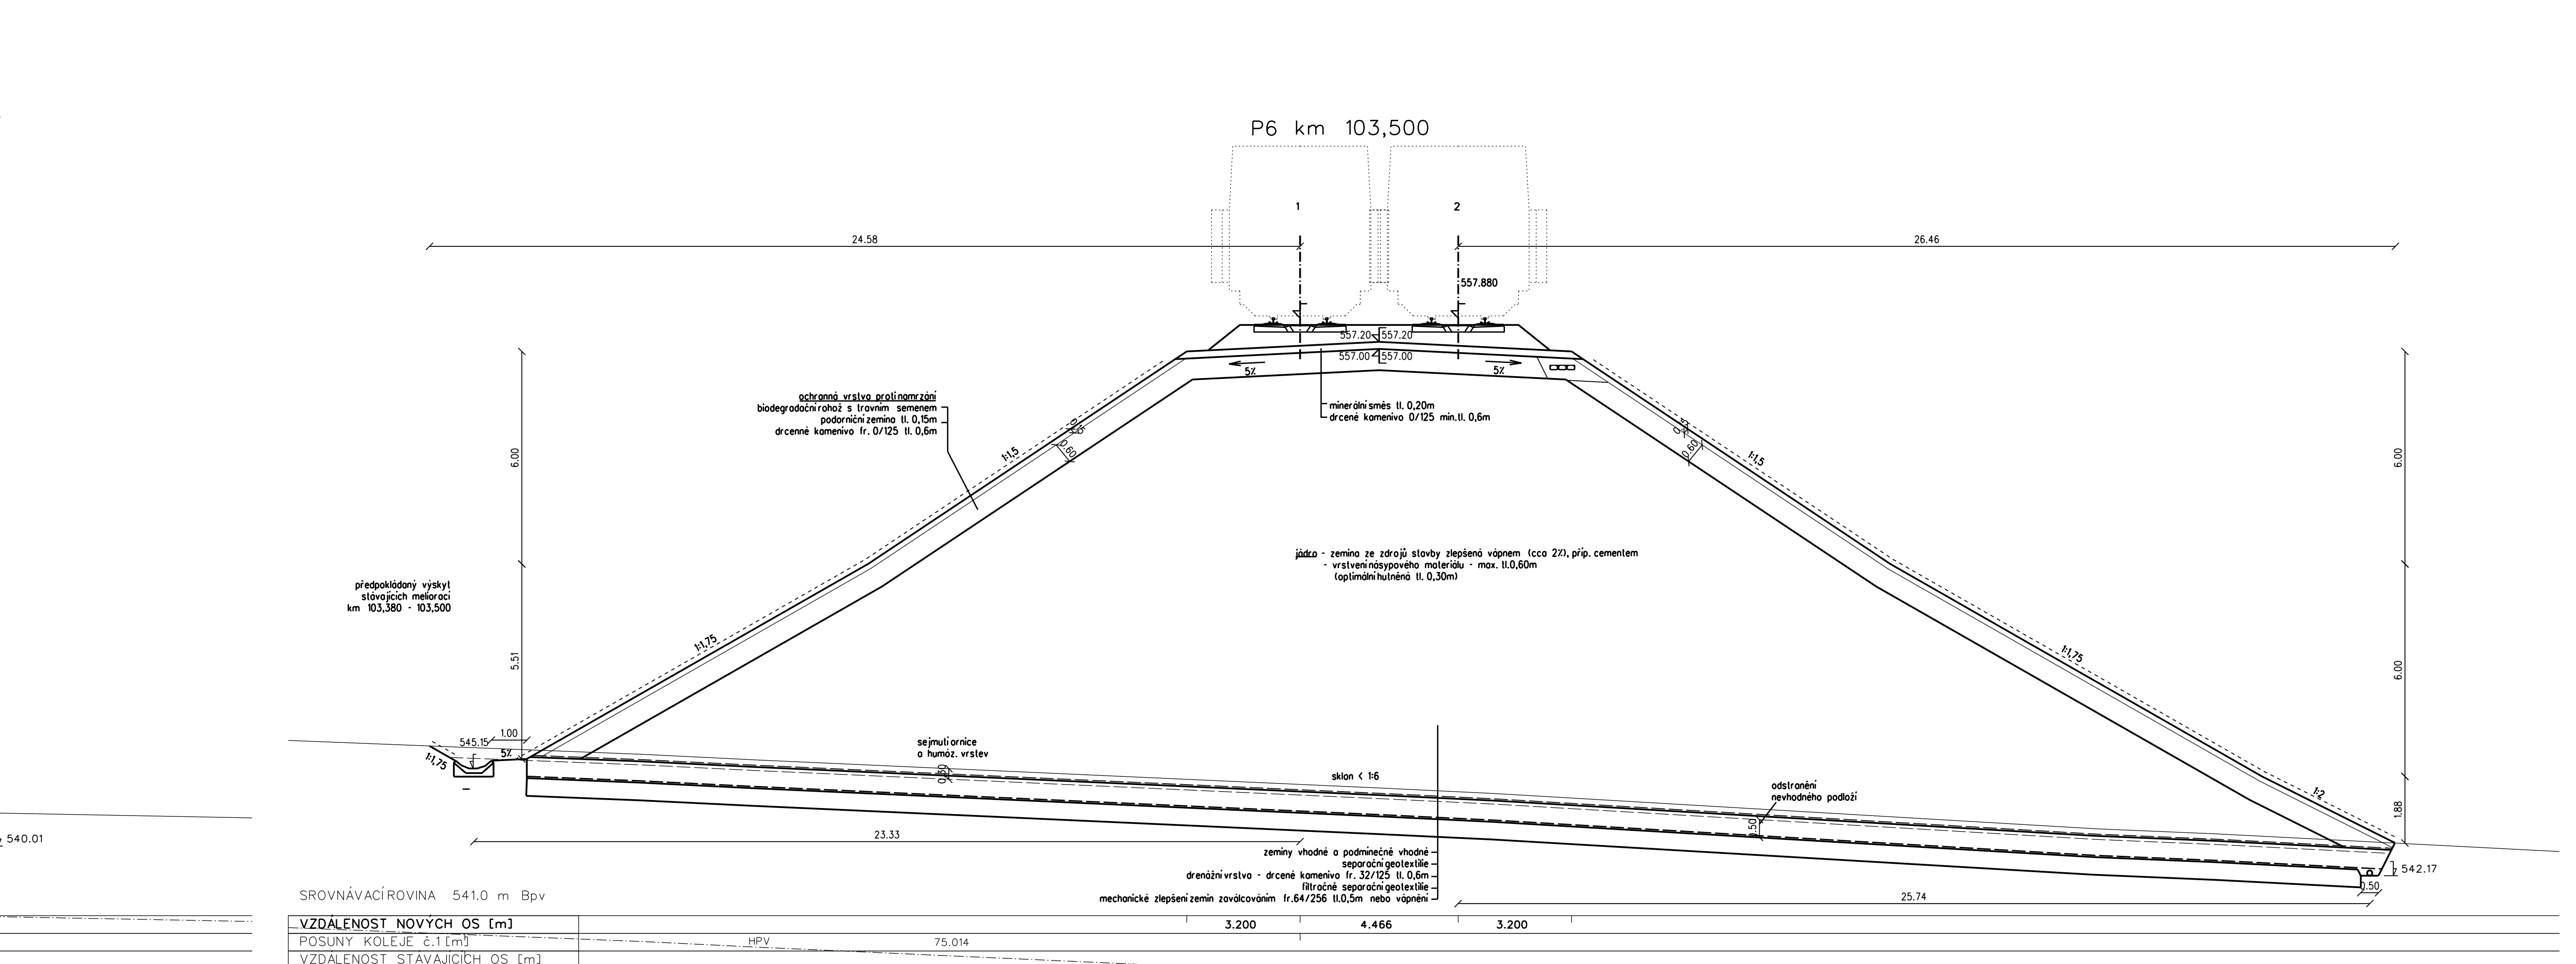 P6 km 103,500
1
2
24.58
26.46
557.880
557.20
557.20
557.00
557.00
5%
5%
minerální směs tl. 0,20m
drcené kamenivo 0/125 min.tl. 0,6m
ochranná vrstva proti namrzání
biodegradační rohož s travním semenem
podorniční zemina tl. 0,15m
drcenné kamenivo fr. 0/125 tl. 0,6m
0.60
0.60
1:1,5
1:1,5
6.00
6.00
jádro - zemina ze zdrojů stavby zlepšená vápnem (cca 2%), příp. cementem
- vrstvení násypového materiálu - max. tl.0,60m
(optimální hutněná tl. 0,30m)
předpokládaný výskyt
stávajících meliorací
km 103,380 - 103,500
1:1,75
1:1,75
5.51
6.00
1.00
545.15
5%
1:1,75
sejmutí ornice
a humóz. vrstev
0.30
sklon < 1:6
odstranění
nevhodného podloží
0.50
1:2
1.88
540.01
23.33
zeminy vhodné a podmínečně vhodné
separační geotextilie
drenážní vrstva - drcené kamenivo fr. 32/125 tl. 0,6m
filtračně separační geotextilie
mechanické zlepšení zemin zaválcováním fr.64/256 tl.0,5m nebo vápnění
542.17
0.50
25.74
SROVNÁVACÍ ROVINA 541.0 m Bpv
VZDÁLENOST NOVÝCH OS [m]
3.200
4.466
3.200
POSUNY KOLEJE č.1 [m]
HPV
75.014
VZDÁLENOST STÁVAJÍCÍCH OS [m]